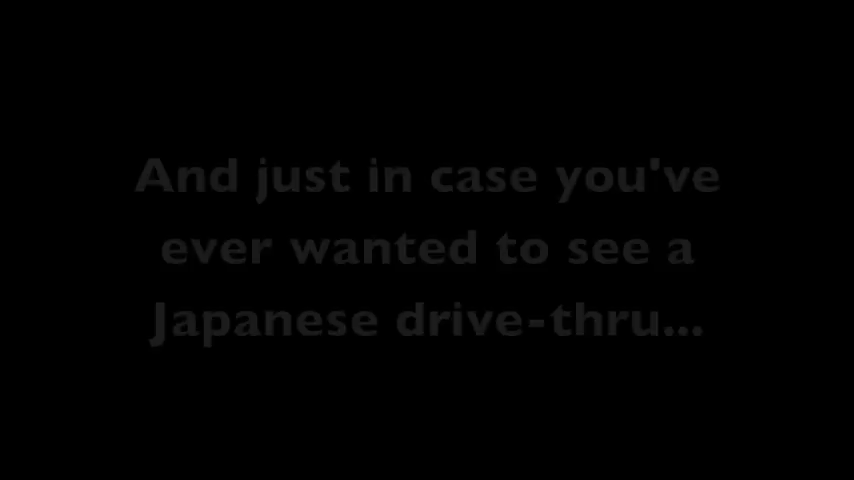 And just in case you've
ever wanted to see a
Japanese drive-thru...